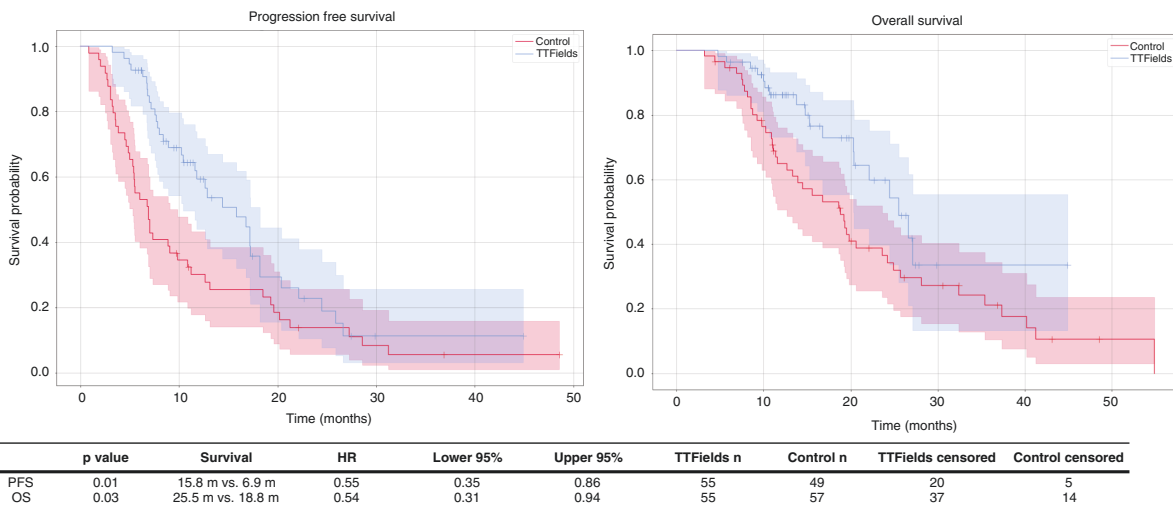 Progression free survival
Control
TTFields
1.0
0.8
0.6
0.4
0.2
0.0
Survival probability
0 10 20 30 40 50
Time (months)
Overall survival
Control
TTFields
1.0
0.8
0.6
0.4
0.2
0.0
Survival probability
0 10 20 30 40 50
Time (months)
p value Survival HR Lower 95% Upper 95% TTFields n Control n TTFields censored Control censored
PFS 0.01 15.8 m vs. 6.9 m 0.55 0.35 0.86 55 49 20 5
OS 0.03 25.5 m vs. 18.8 m 0.54 0.31 0.94 55 57 37 14